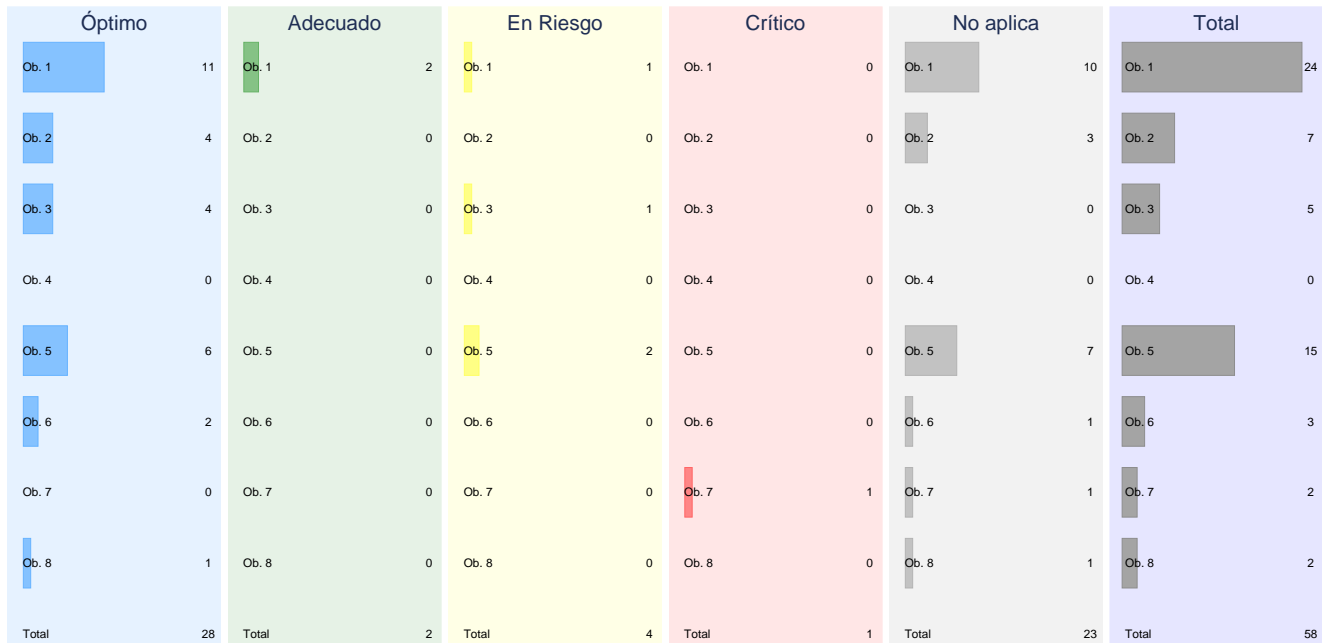 Óptimo Adecuado En Riesgo Crítico No aplica Total
Ob. 1 11 Ob. 1 2 Ob. 1 1 Ob. 1 0 Ob. 1 10 Ob. 1 24
Ob. 2 4 Ob. 2 0 Ob. 2 0 Ob. 2 0 Ob. 2 3 Ob. 2 7
Ob. 3 4 Ob. 3 0 Ob. 3 1 Ob. 3 0 Ob. 3 0 Ob. 3 5
Ob. 4 0 Ob. 4 0 Ob. 4 0 Ob. 4 0 Ob. 4 0 Ob. 4 0
Ob. 5 6 Ob. 5 0 Ob. 5 2 Ob. 5 0 Ob. 5 7 Ob. 5 15
Ob. 6 2 Ob. 6 0 Ob. 6 0 Ob. 6 0 Ob. 6 1 Ob. 6 3
Ob. 7 0 Ob. 7 0 Ob. 7 0 Ob. 7 1 Ob. 7 1 Ob. 7 2
Ob. 8 1 Ob. 8 0 Ob. 8 0 Ob. 8 0 Ob. 8 1 Ob. 8 2
Total 28 Total 2 Total 4 Total 1 Total 23 Total 58